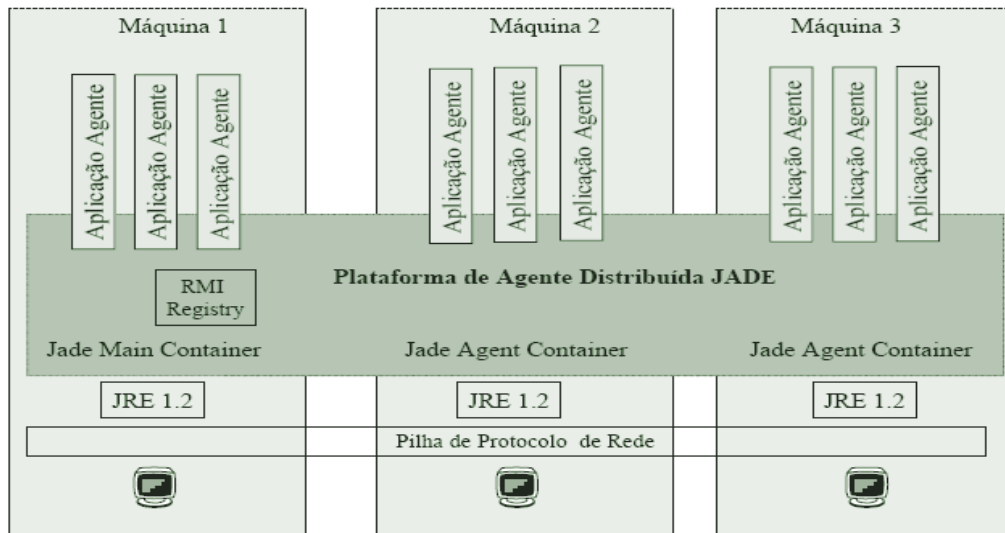 Máquina 1
Máquina 2
Máquina 3
Aplicação Agente
Aplicação Agente
Aplicação Agente
Aplicação Agente
Aplicação Agente
Aplicação Agente
Aplicação Agente
Aplicação Agente
Aplicação Agente
Plataforma de Agente Distribuída JADE
RMI
Registry
Jade Main Container
Jade Agent Container
Jade Agent Container
JRE 1.2
JRE 1.2
JRE 1.2
Pilha de Protocolo de Rede